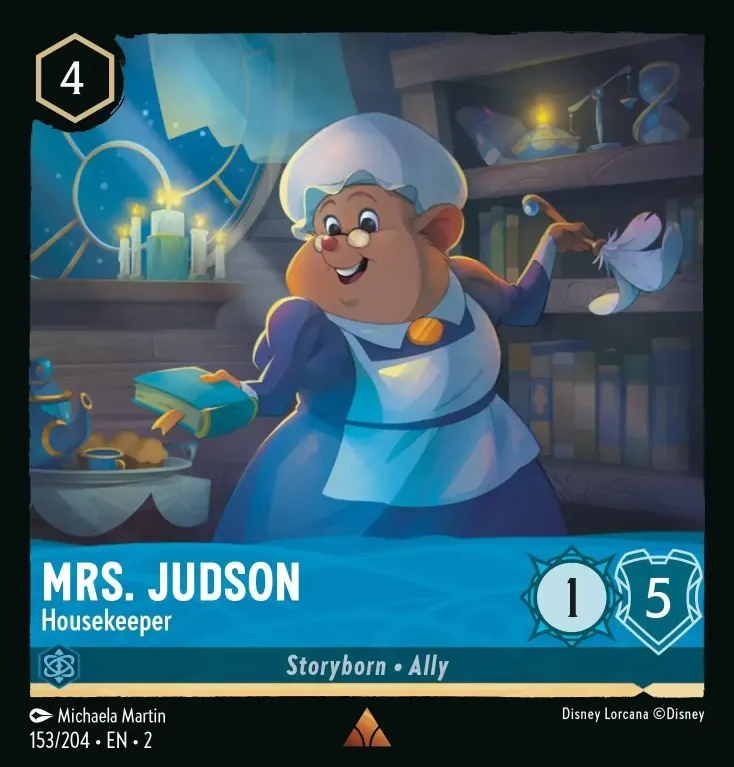 4
MRS. JUDSON
Housekeeper
1
5
Storyborn • Ally
Michaela Martin
Disney Lorcana ©Disney
153/204 • EN • 2